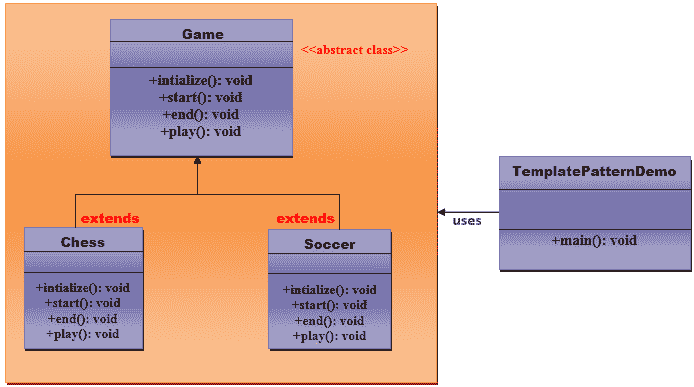 Game
<<abstract class>>
+intialize(): void
+start(): void
+end(): void
+play(): void
extends
extends
Chess
+intialize(): void
+start(): void
+end(): void
+play(): void
Soccer
+intialize(): void
+start(): void
+end(): void
+play(): void
uses
TemplatePatternDemo
+main(): void